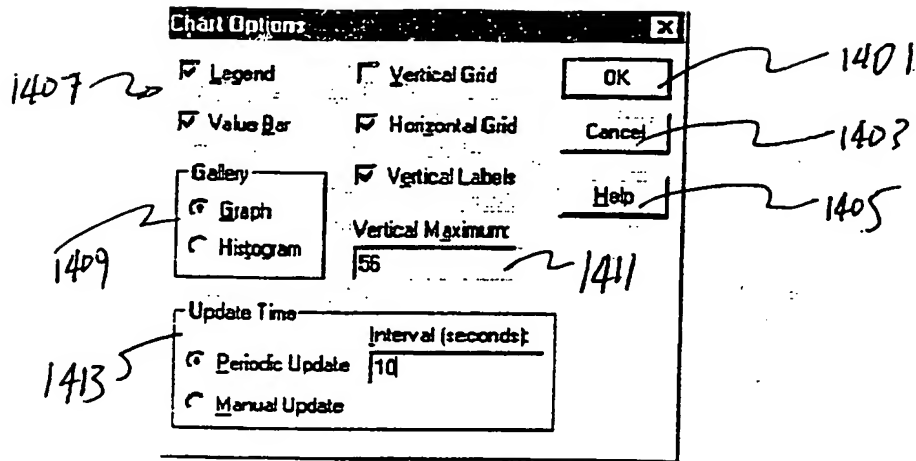 Chart Options
Legend
Vertical Grid
OK
1401
1407
Value Bar
Horizontal Grid
Cancel
1403
Gallery
Vertical Labels
Graph
Help
1405
Histogram
Vertical Maximum:
56
1409
1411
Update Time
Interval (seconds):
Periodic Update
10
1413
Manual Update